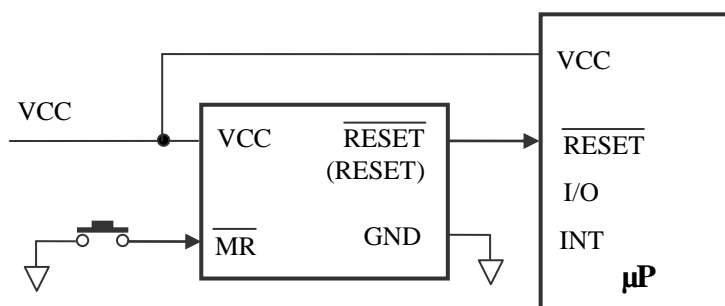 VCC
VCC
VCC
RESET
(RESET)
MR
GND
RESET
I/O
INT
μP